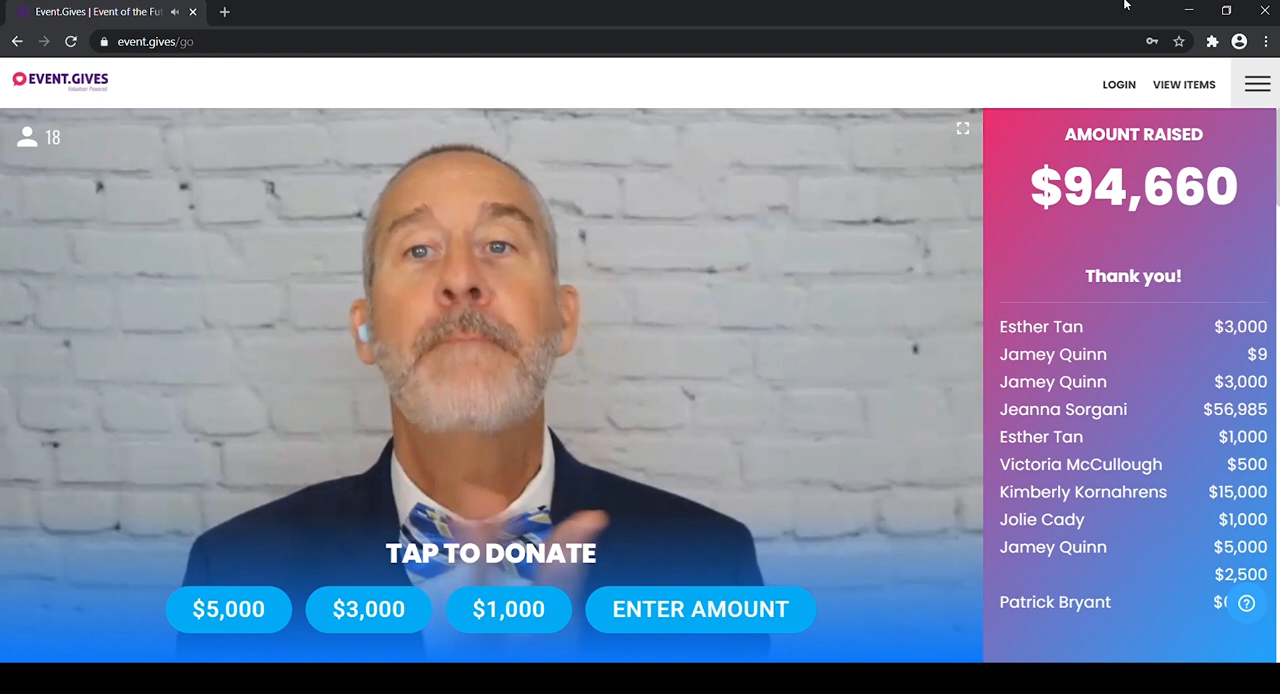 Event.Gives | Event of the Fut
event.gives/go
EVENT.GIVES
Volunteer Powered
LOGIN VIEW ITEMS
18
AMOUNT RAISED
$94,660
Thank you!
Esther Tan $3,000
Jamey Quinn $9
Jamey Quinn $3,000
Jeanna Sorgani $56,985
Esther Tan $1,000
Victoria McCullough $500
Kimberly Kornahrens $15,000
Jolie Cady $1,000
Jamey Quinn $5,000
$2,500
Patrick Bryant
TAP TO DONATE
$5,000 $3,000 $1,000 ENTER AMOUNT